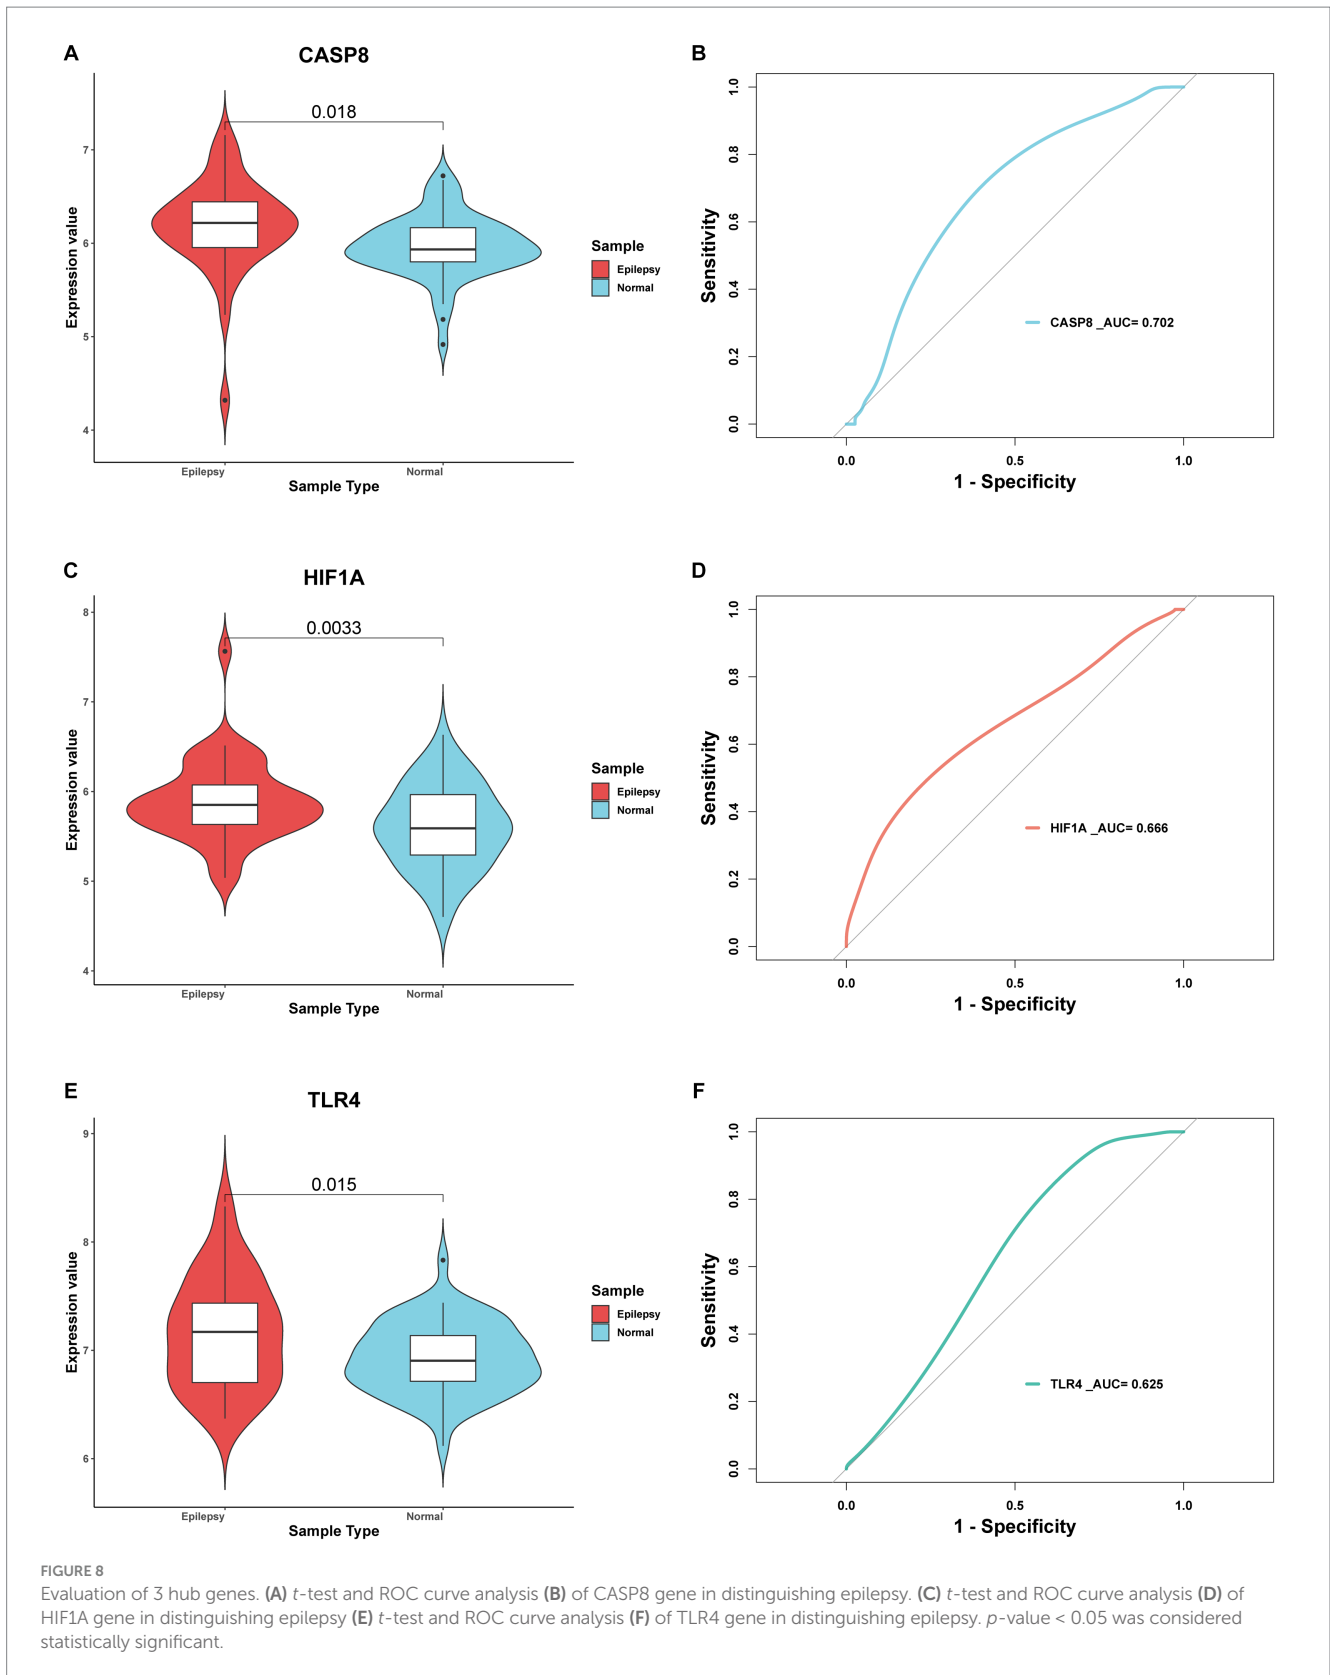 A
CASP8
7
6
5
4
Expression value
0.018
Epilepsy
Normal
Sample Type
Sample
Epilepsy
Normal
B
1.0
0.8
0.6
0.4
0.2
0.0
Sensitivity
CASP8 _AUC= 0.702
0.0 0.5 1.0
1 - Specificity
C
HIF1A
8
7
6
5
4
Expression value
0.0033
Epilepsy
Normal
Sample Type
Sample
Epilepsy
Normal
D
1.0
0.8
0.6
0.4
0.2
0.0
Sensitivity
HIF1A _AUC= 0.666
0.0 0.5 1.0
1 - Specificity
E
TLR4
9
8
7
6
Expression value
0.015
Epilepsy
Normal
Sample Type
Sample
Epilepsy
Normal
F
1.0
0.8
0.6
0.4
0.2
0.0
Sensitivity
TLR4 _AUC= 0.625
0.0 0.5 1.0
1 - Specificity
FIGURE 8
Evaluation of 3 hub genes. (A) t-test and ROC curve analysis (B) of CASP8 gene in distinguishing epilepsy. (C) t-test and ROC curve analysis (D) of
HIF1A gene in distinguishing epilepsy (E) t-test and ROC curve analysis (F) of TLR4 gene in distinguishing epilepsy. p-value < 0.05 was considered
statistically significant.